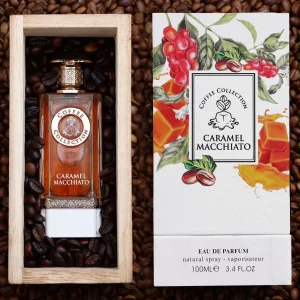 COFFEE
COLLECTION
CARAMEL
MACCHIATO
COFFEE COLLECTION
CARAMEL
MACCHIATO
EAU DE PARFUM
natural spray - vaporisateur
100ML℮ 3.4 FL.OZ